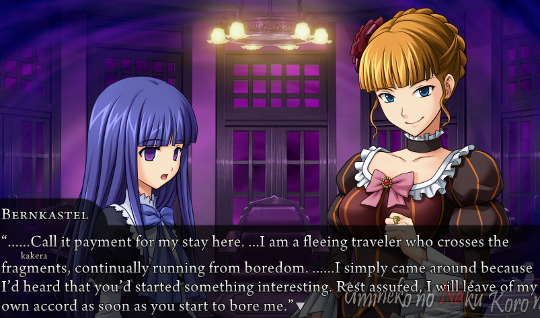 BERNKASTEL
“......Call it payment for my stay here. ...I am a fleeing traveler who crosses the
kakera
fragments, continually running from boredom. ......I simply came around because
I'd heard that you'd started something interesting. Rest assured, I will leave of my
own accord as soon as you start to bore me.”
Umineko no Naku Koro n